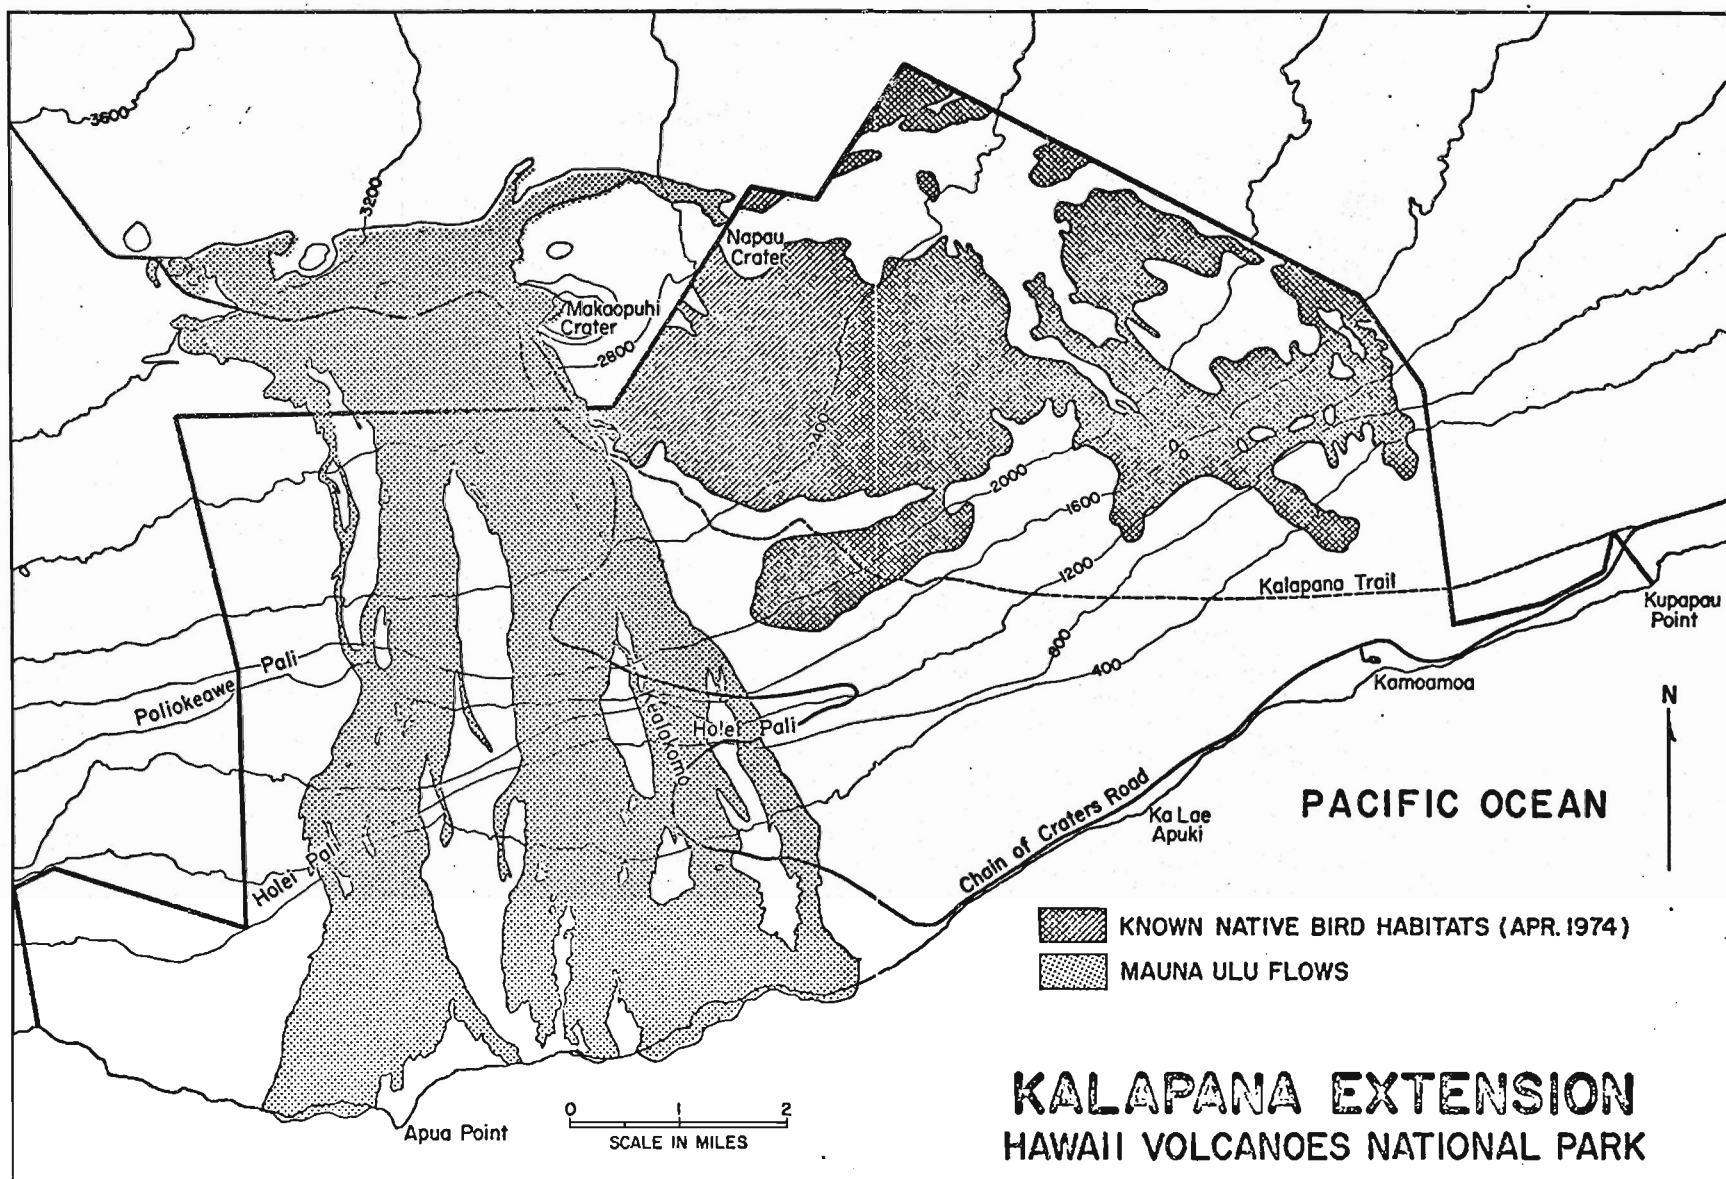 3600
3200
Napau
Crater
Makaopuhi
Crater
2800
2400
2000
1600
1200
Kalapana Trail
Kupapau
Point
800
400
Poliokeawe Pali
Kamoamoa
N
Kealakomo
Holei Pali
PACIFIC OCEAN
Chain of Craters Road
Ka Lae
Apuki
Holei Pali
KNOWN NATIVE BIRD HABITATS (APR. 1974)
MAUNA ULU FLOWS
KALAPANA EXTENSION
HAWAII VOLCANOES NATIONAL PARK
0 1 2
SCALE IN MILES
Apua Point